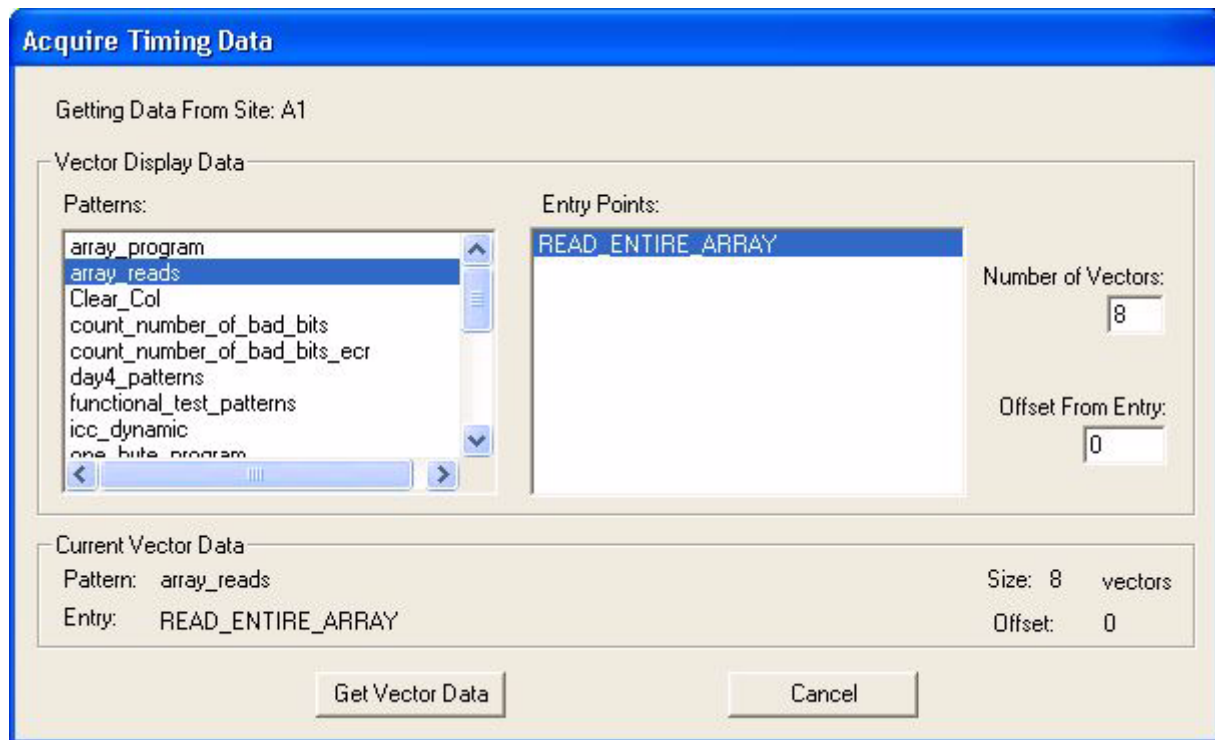 Acquire Timing Data
Getting Data From Site: A1
Vector Display Data
Patterns:
array_program
array_reads
Clear_Col
count_number_of_bad_bits
count_number_of_bad_bits_ecr
day4_patterns
functional_test_patterns
icc_dynamic
one_byte_program
Entry Points:
READ_ENTIRE_ARRAY
Number of Vectors:
8
Offset From Entry:
0
Current Vector Data
Pattern: array_reads
Size: 8 vectors
Entry: READ_ENTIRE_ARRAY
Offset: 0
Get Vector Data
Cancel